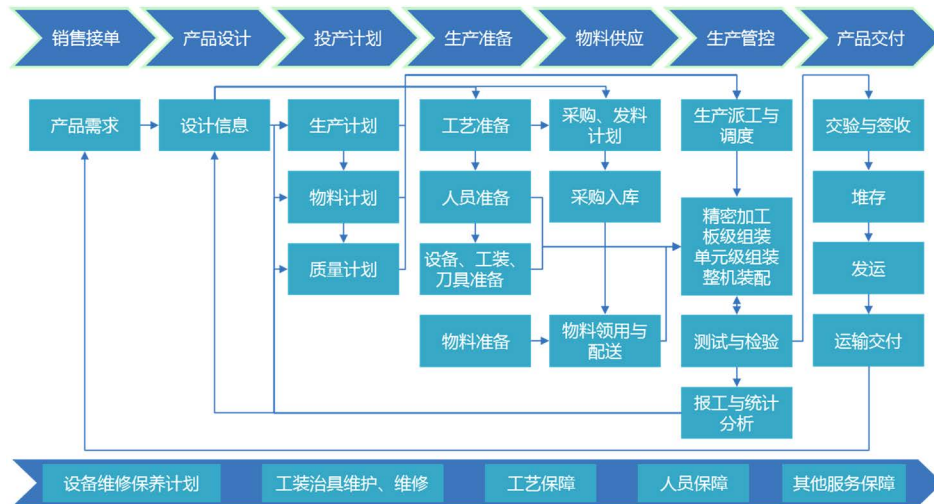 销售接单
产品设计
投产计划
生产准备
物料供应
生产管控
产品交付
产品需求
设计信息
生产计划
工艺准备
采购、发料
计划
生产派工与
调度
交验与签收
物料计划
人员准备
采购入库
精密加工
板级组装
单元级组装
整机装配
堆存
质量计划
设备、工装、
刀具准备
发运
物料准备
物料领用与
配送
测试与检验
运输交付
报工与统计
分析
设备维修保养计划
工装治具维护、维修
工艺保障
人员保障
其他服务保障